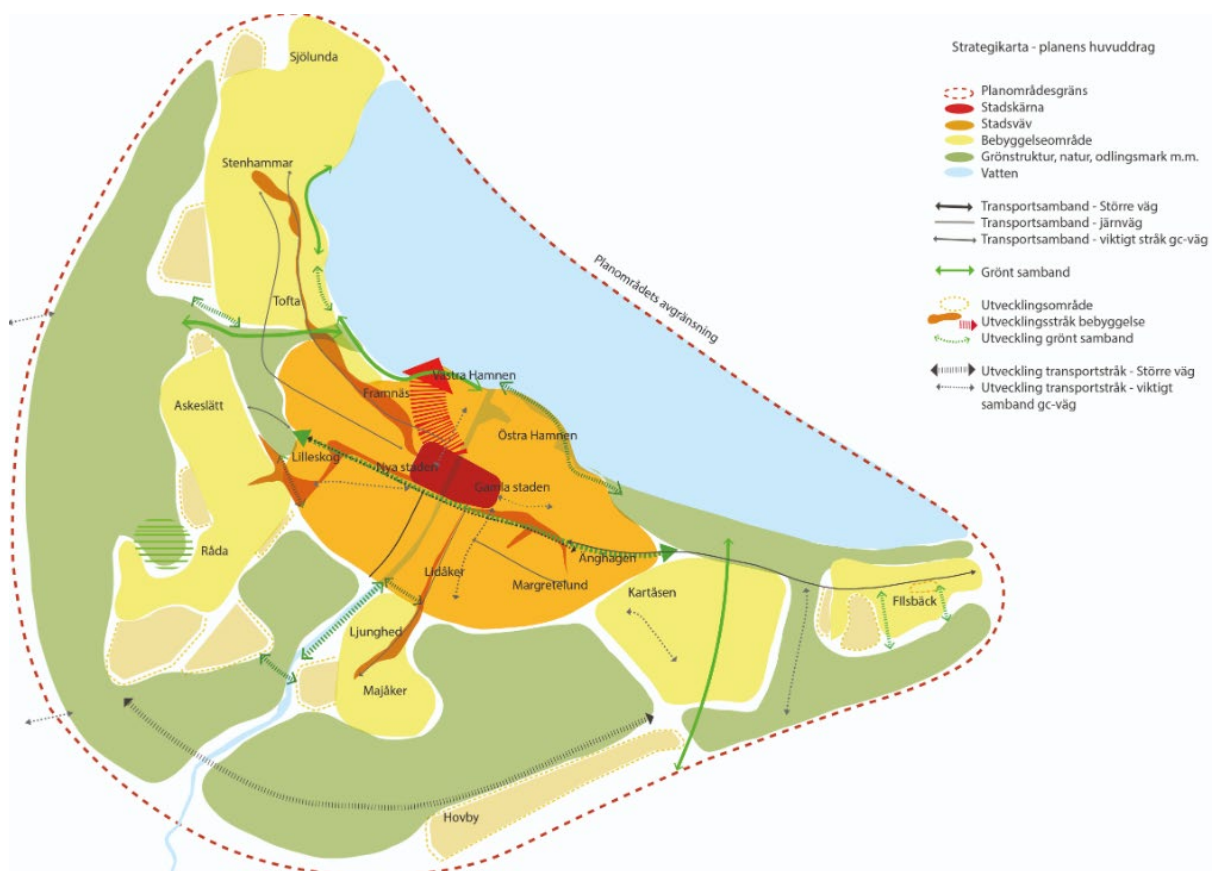 Sjölunda
Strategikarta - planens huvuddrag
Planområdesgräns
Stadskärna
Stadsväv
Bebyggelseområde
Grönstruktur, natur, odlingsmark m.m.
Vatten
Transportsamband - Större väg
Transportsamband - järnväg
Transportsamband - viktigt stråk gc-väg
Grönt samband
Utvecklingsområde
Utvecklingsstråk bebyggelse
Utveckling grönt samband
Utveckling transportstråk - Större väg
Utveckling transportstråk - viktigt
samband gc-väg
Stenhammar
Planområdets avgränsning
Tofta
Västra Hamnen
Framnäs
Askeslätt
Östra Hamnen
Lilleskog
Nya staden
Gamla staden
Råda
Änghagen
Lidåker
Margretelund
Kartåsen
Filsbäck
Ljunghed
Majåker
Hovby